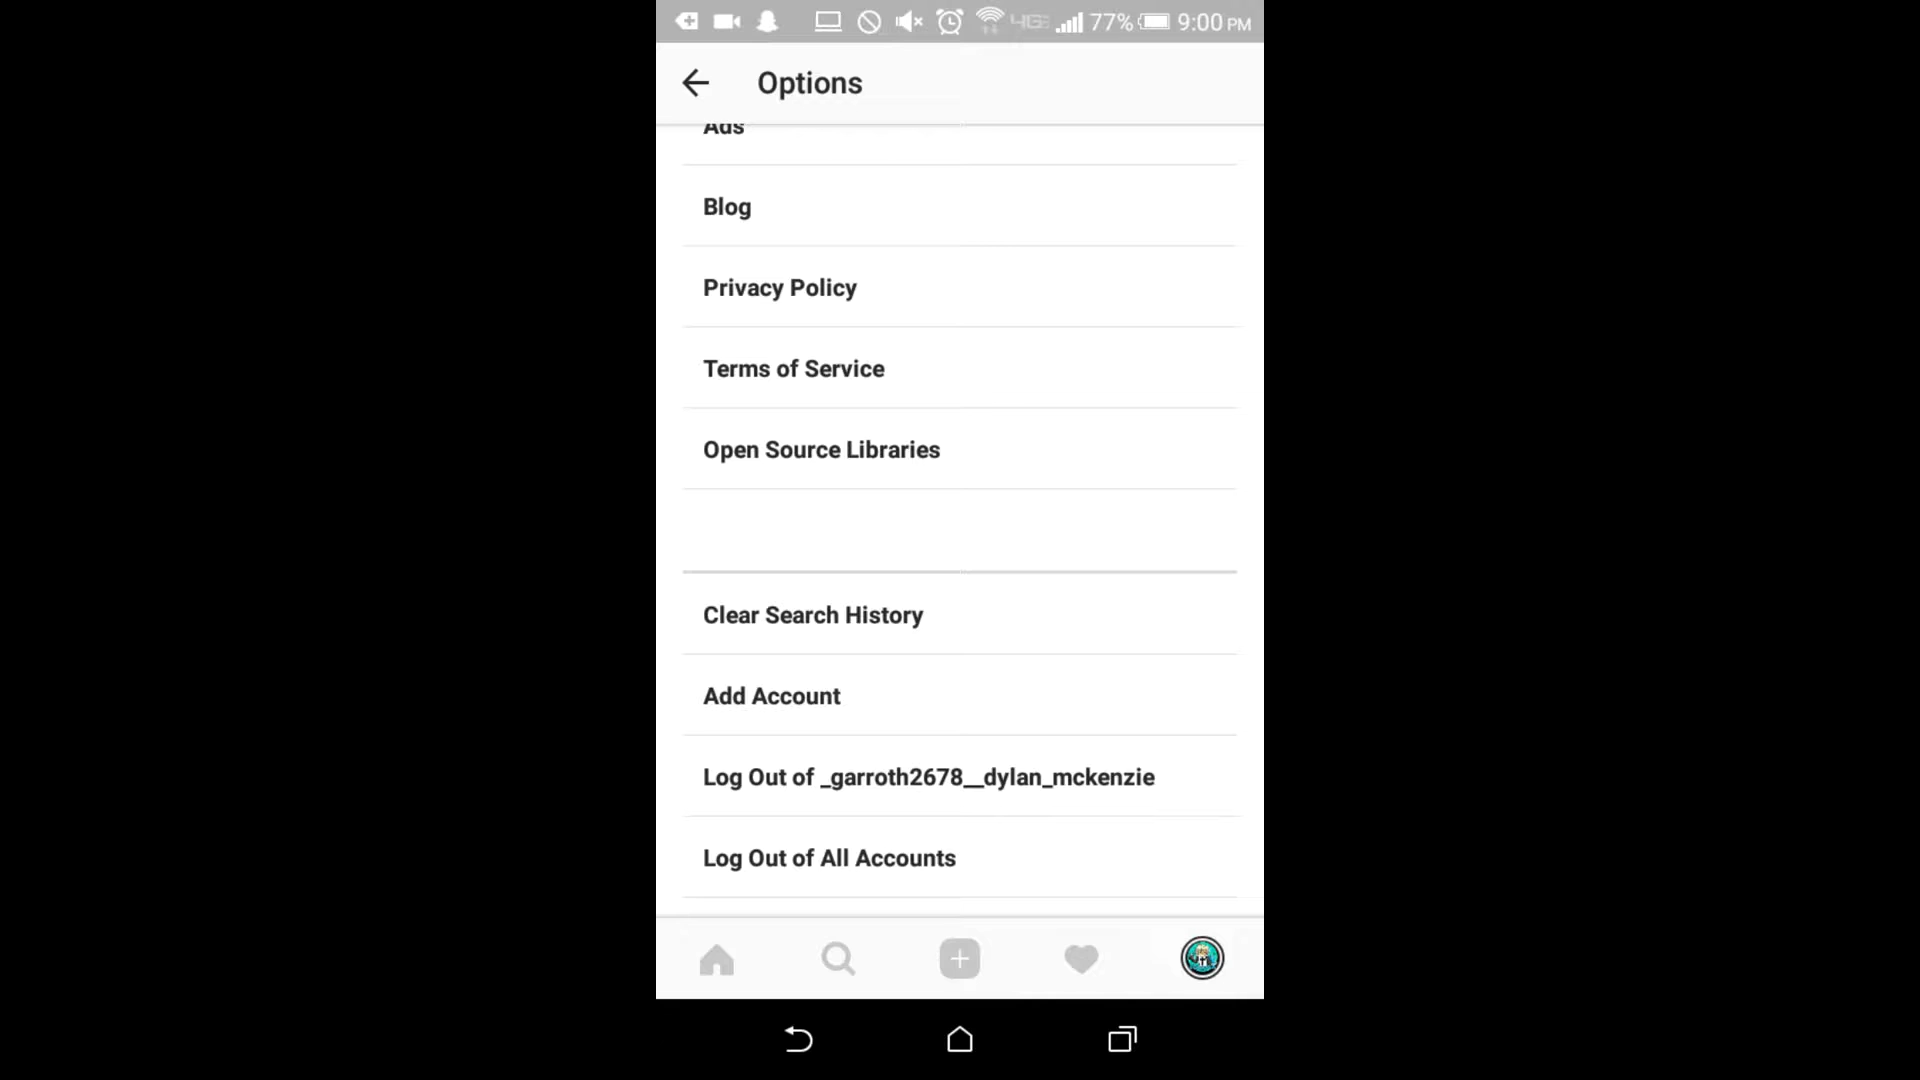 77% 9:00 PM
Options
Ads
Blog
Privacy Policy
Terms of Service
Open Source Libraries
Clear Search History
Add Account
Log Out of _garroth2678__dylan_mckenzie
Log Out of All Accounts